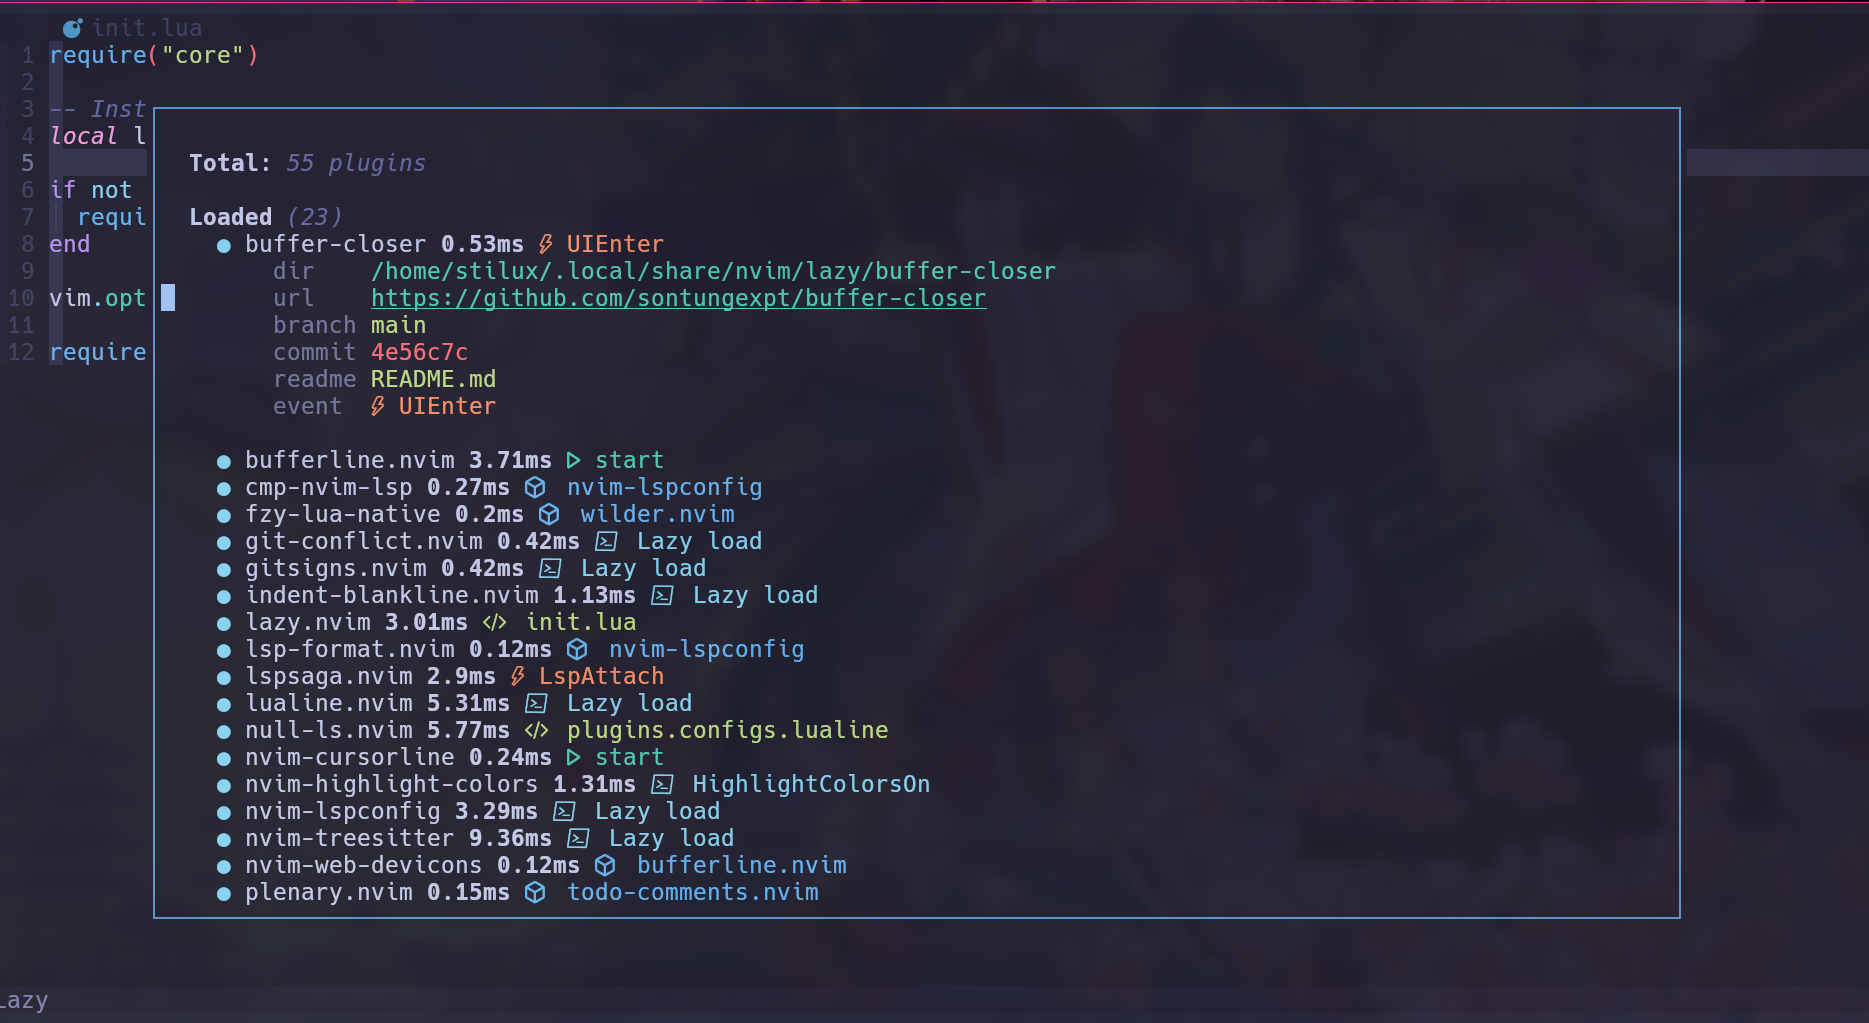 init.lua
1 require("core")
2
3 -- Inst
4 local l
5
6 if not
7 requi
8 end
9
10 vim.opt
11
12 require
Total: 55 plugins
Loaded (23)
● buffer-closer 0.53ms UIEnter
dir /home/stilux/.local/share/nvim/lazy/buffer-closer
url https://github.com/sontungexpt/buffer-closer
branch main
commit 4e56c7c
readme README.md
event UIEnter
● bufferline.nvim 3.71ms start
● cmp-nvim-lsp 0.27ms nvim-lspconfig
● fzy-lua-native 0.2ms wilder.nvim
● git-conflict.nvim 0.42ms Lazy load
● gitsigns.nvim 0.42ms Lazy load
● indent-blankline.nvim 1.13ms Lazy load
● lazy.nvim 3.01ms </> init.lua
● lsp-format.nvim 0.12ms nvim-lspconfig
● lspsaga.nvim 2.9ms LspAttach
● lualine.nvim 5.31ms Lazy load
● null-ls.nvim 5.77ms </> plugins.configs.lualine
● nvim-cursorline 0.24ms start
● nvim-highlight-colors 1.31ms HighlightColorsOn
● nvim-lspconfig 3.29ms Lazy load
● nvim-treesitter 9.36ms Lazy load
● nvim-web-devicons 0.12ms bufferline.nvim
● plenary.nvim 0.15ms todo-comments.nvim
Lazy